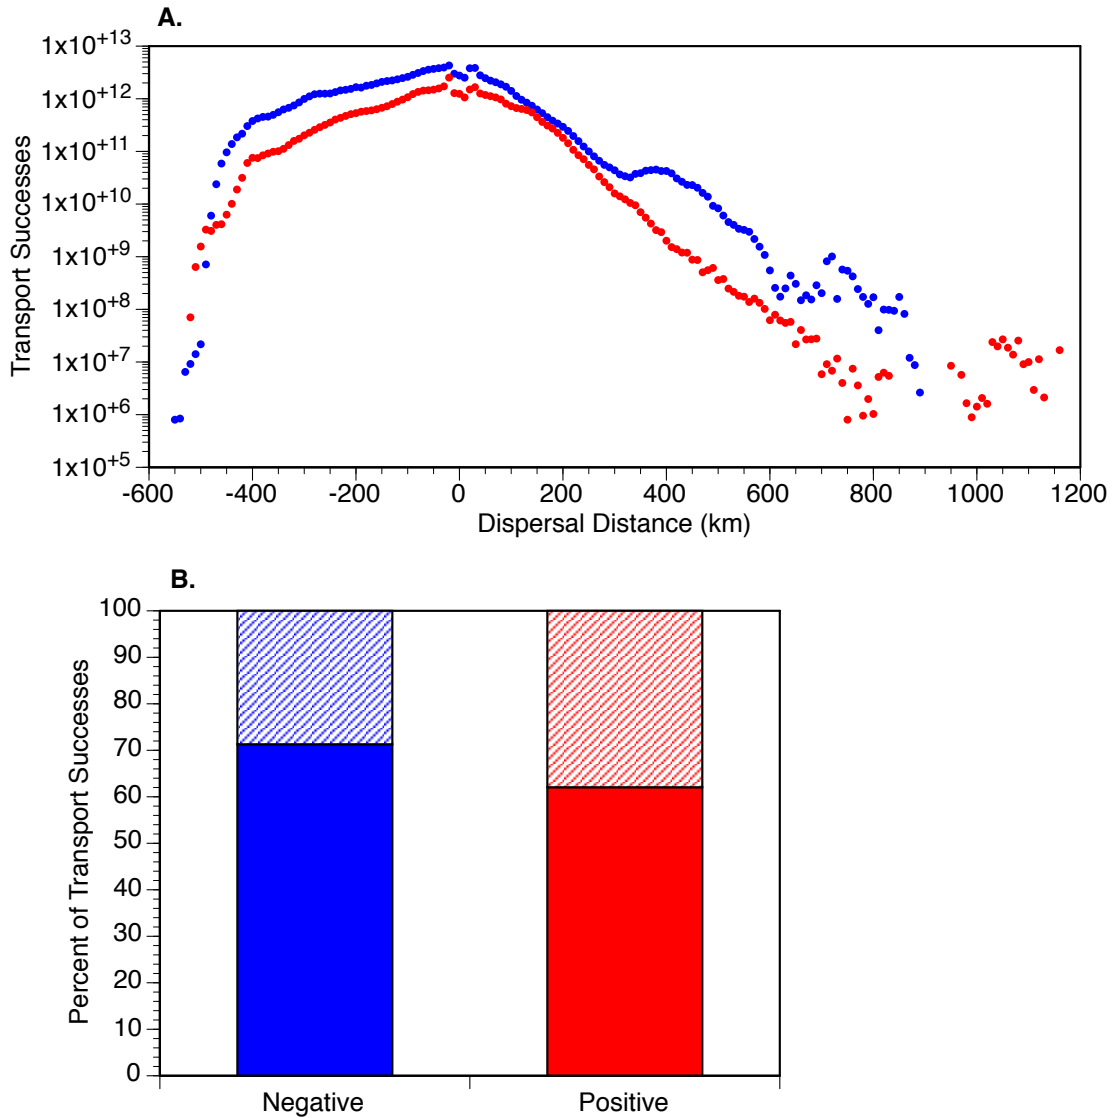 A.
1x10+13
1x10+12
1x10+11
1x10+10
1x10+9
1x10+8
1x10+7
1x10+6
1x10+5
Transport Successes
-600 -400 -200 0 200 400 600 800 1000 1200
Dispersal Distance (km)
B.
100
90
80
70
60
50
40
30
20
10
0
Percent of Transport Successes
Negative Positive